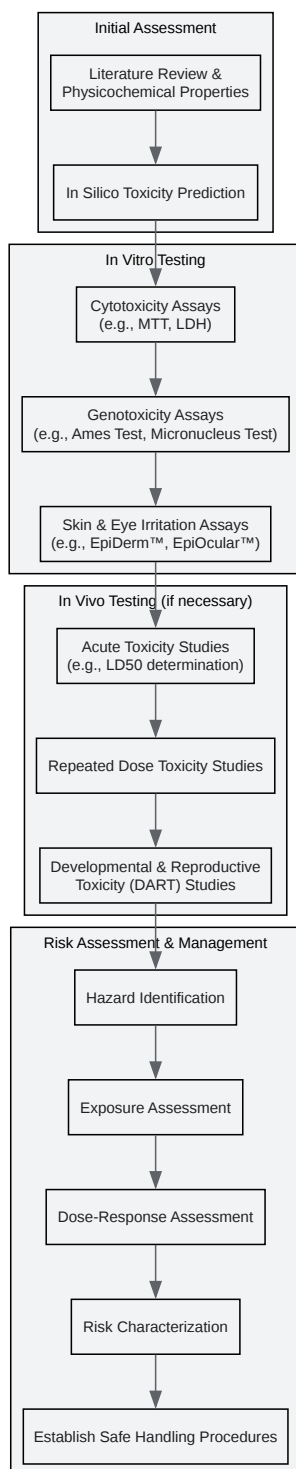 Initial Assessment
Literature Review &
Physicochemical Properties
In Silico Toxicity Prediction
In Vitro Testing
Cytotoxicity Assays
(e.g., MTT, LDH)
Genotoxicity Assays
(e.g., Ames Test, Micronucleus Test)
Skin & Eye Irritation Assays
(e.g., EpiDerm™, EpiOcular™)
In Vivo Testing (if necessary)
Acute Toxicity Studies
(e.g., LD50 determination)
Repeated Dose Toxicity Studies
Developmental & Reproductive
Toxicity (DART) Studies
Risk Assessment & Management
Hazard Identification
Exposure Assessment
Dose-Response Assessment
Risk Characterization
Establish Safe Handling Procedures